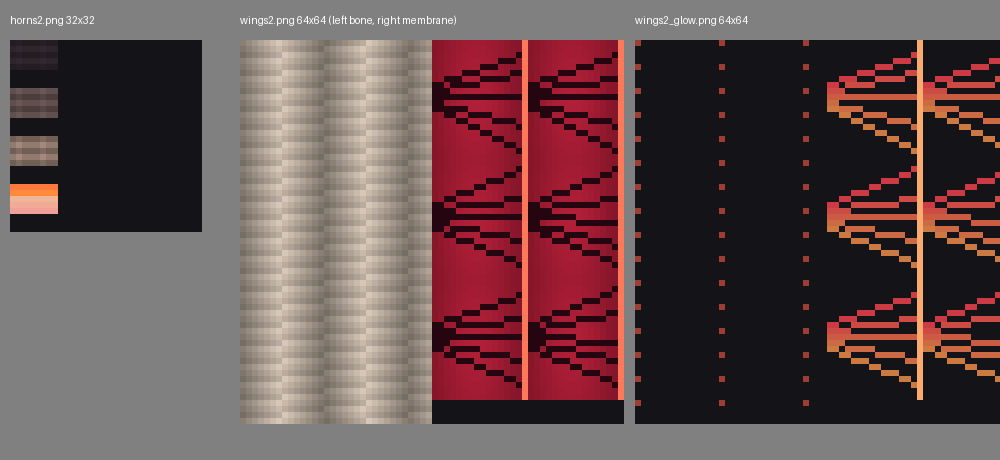 horns2.png 32x32
wings2.png 64x64 (left bone, right membrane)
wings2_glow.png 64x64